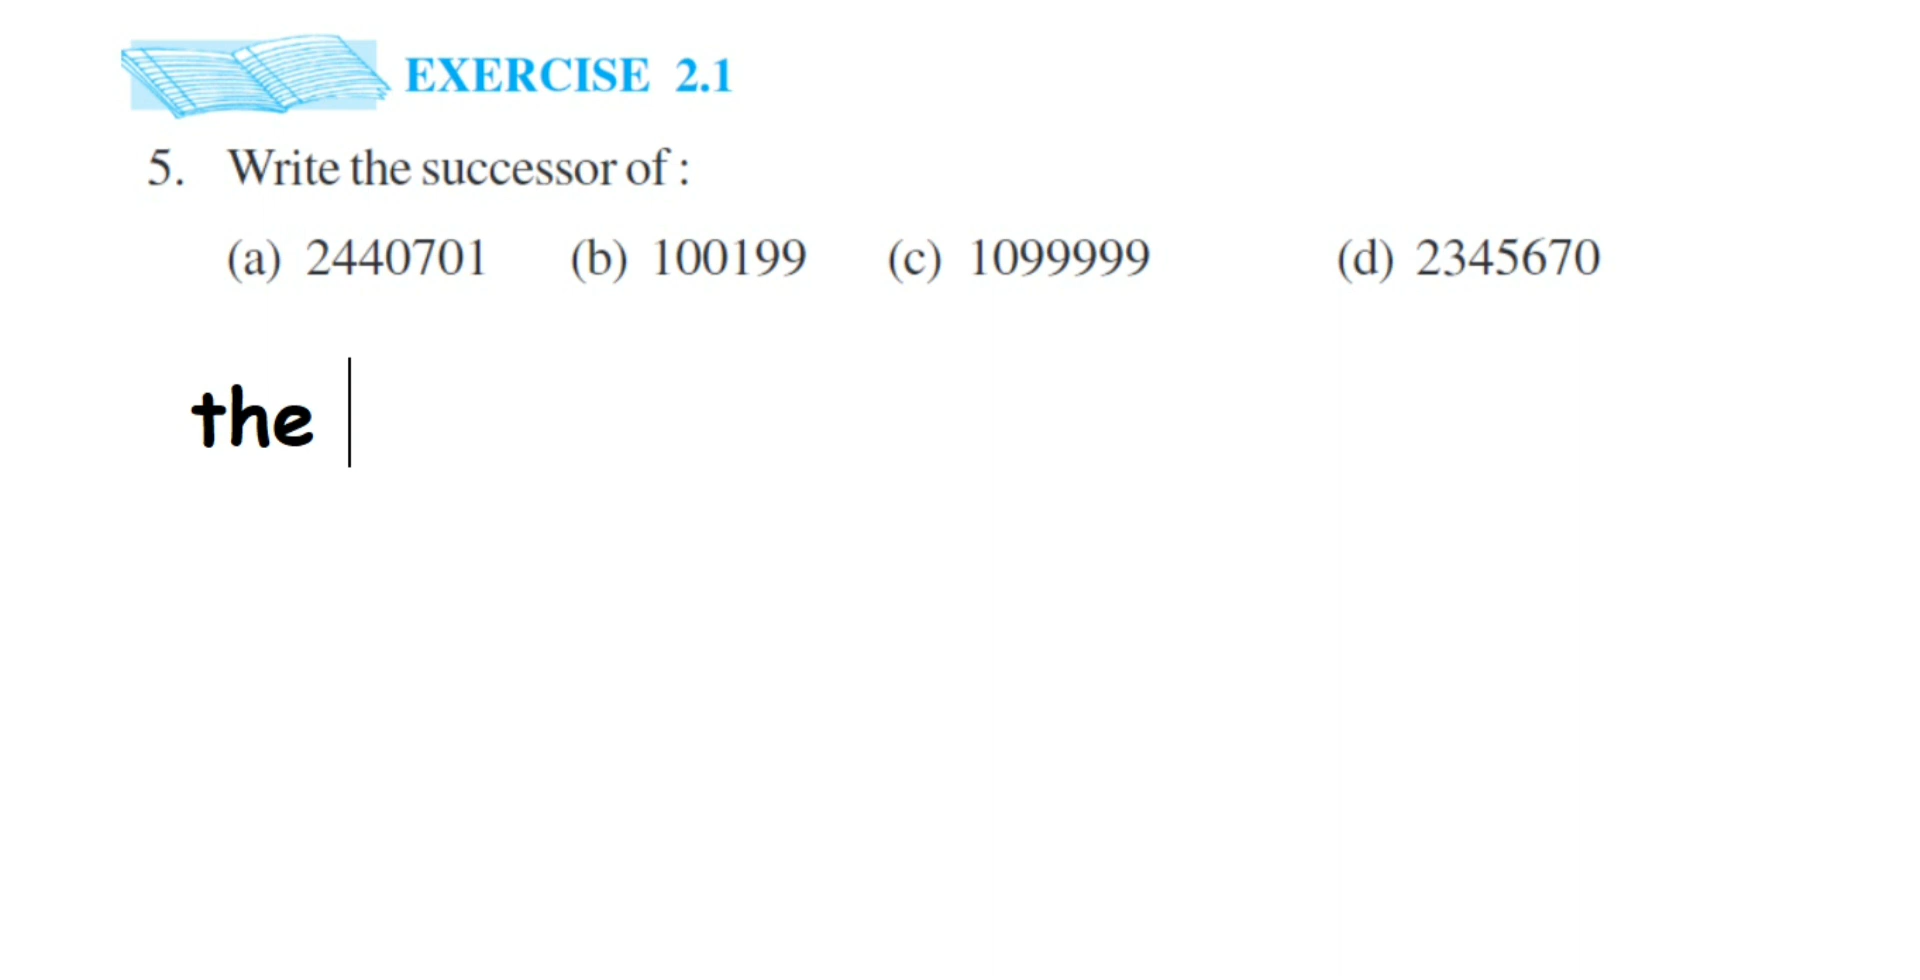 EXERCISE 2.1
5. Write the successor of :
(a) 2440701 (b) 100199 (c) 1099999 (d) 2345670
the